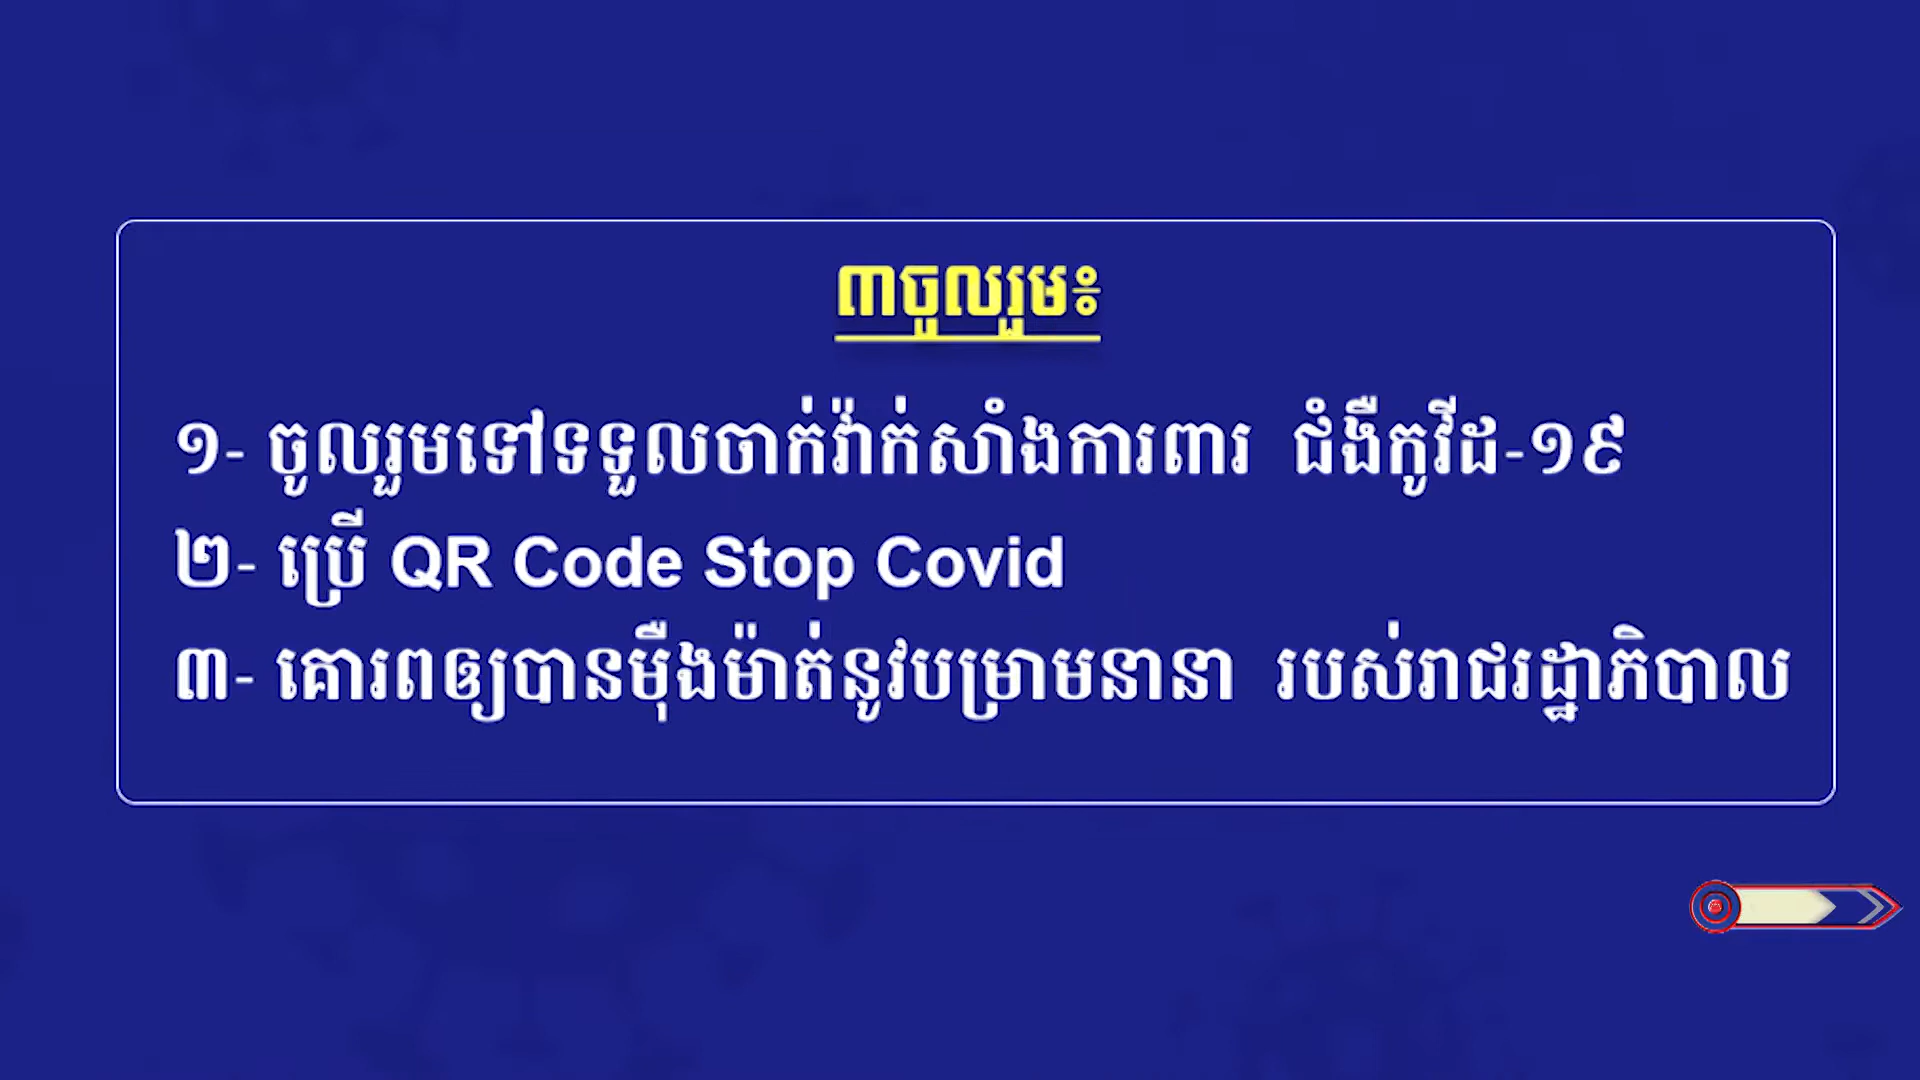 ៣ចូលរួម៖
១- ចូលរួមទៅទទួលចាក់វ៉ាក់សាំងការពារ ជំងឺកូវីដ-១៩
២- ប្រើ QR Code Stop Covid
៣- គោរពឲ្យបានម៉ឺងម៉ាត់នូវបម្រាមនានា របស់រាជរដ្ឋាភិបាល